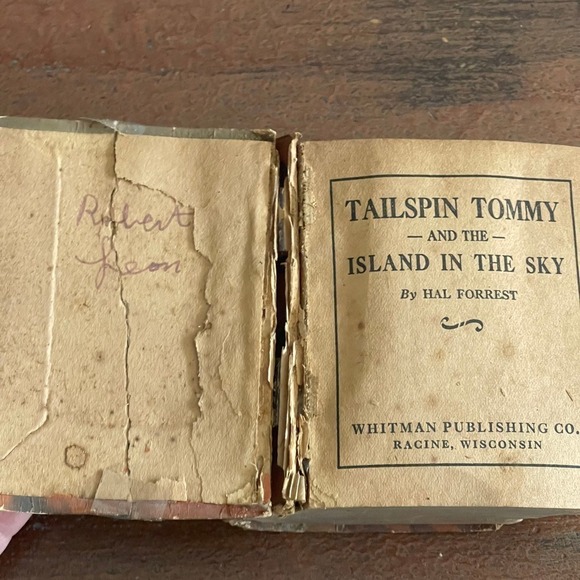 Robert
Leon
TAILSPIN TOMMY
— AND THE —
ISLAND IN THE SKY
By HAL FORREST
WHITMAN PUBLISHING CO.
RACINE, WISCONSIN